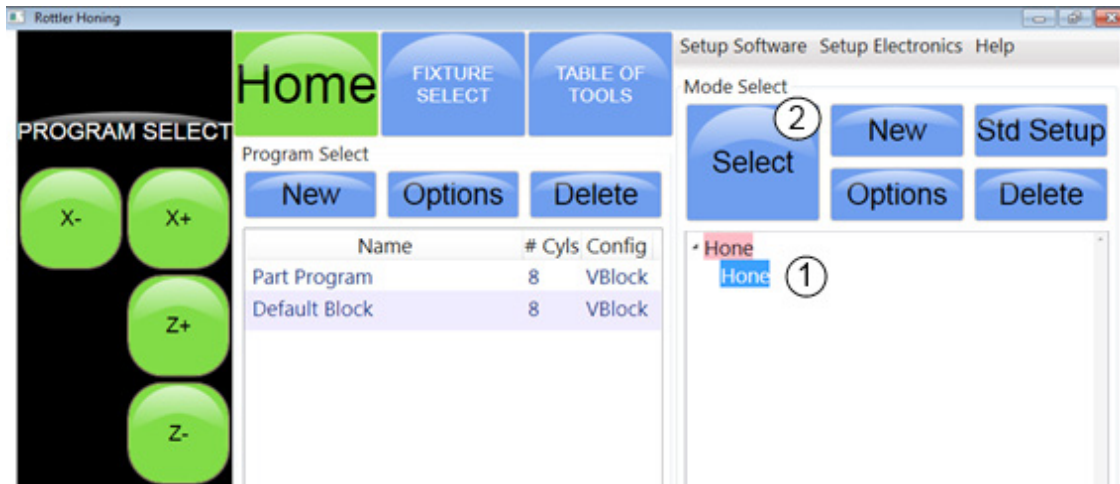 Rottler Honing
PROGRAM SELECT
X-
X+
Z+
Z-
Home
FIXTURE
SELECT
TABLE OF
TOOLS
Program Select
New
Options
Delete
Name # Cyls Config
Part Program 8 VBlock
Default Block 8 VBlock
Setup Software Setup Electronics Help
Mode Select
Select
2
New
Std Setup
Options
Delete
Hone
Hone 1